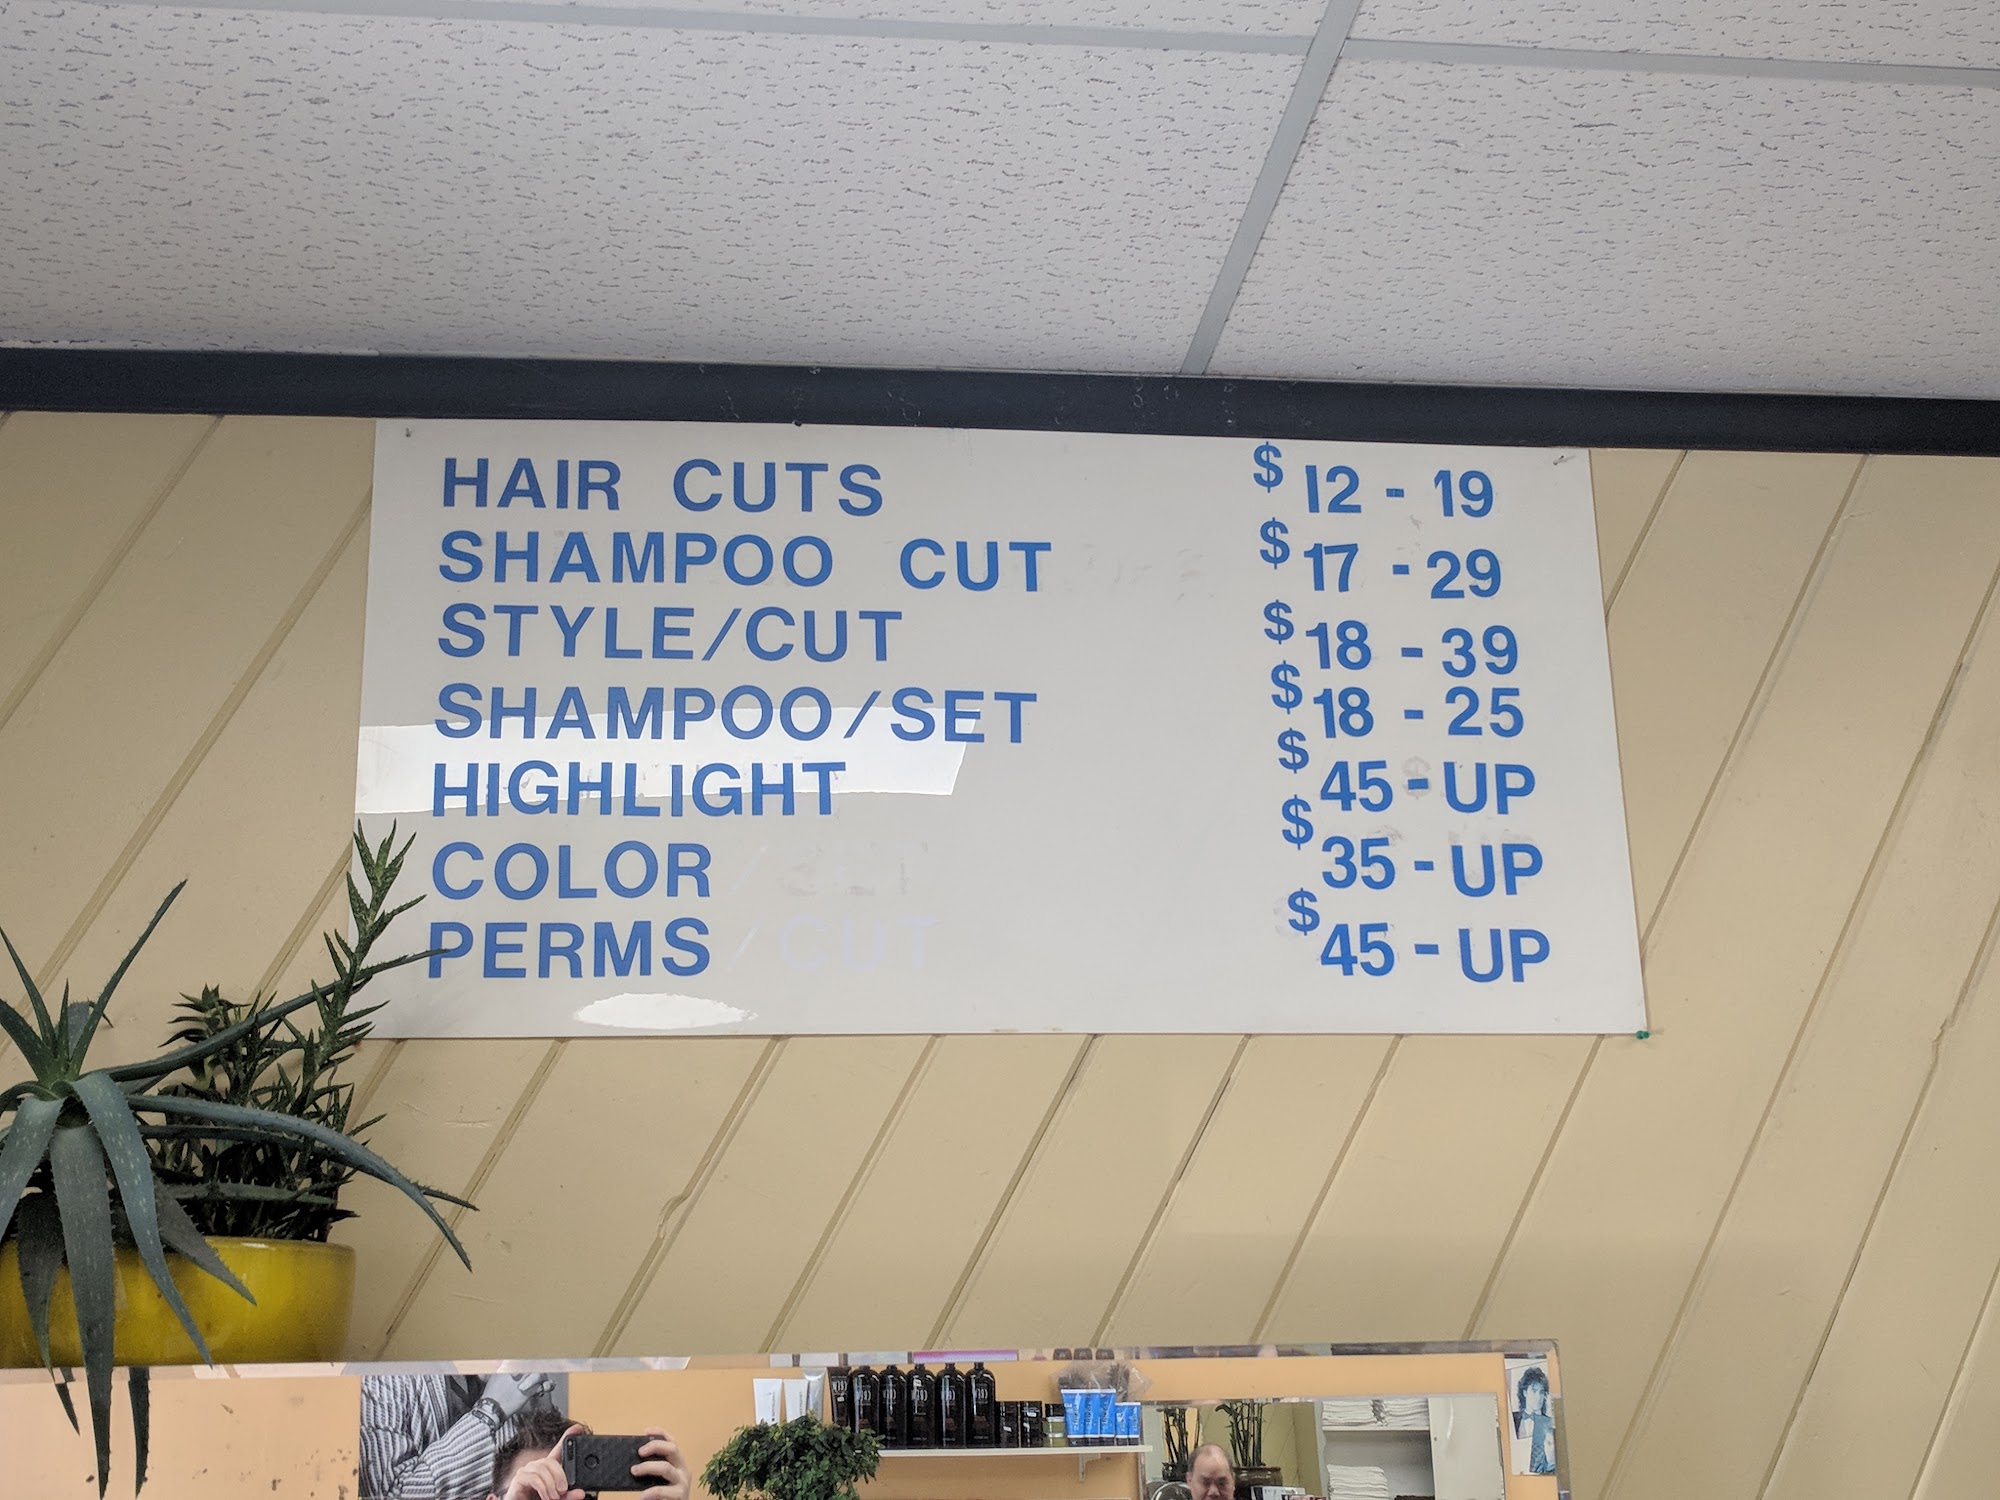 HAIR CUTS $ 12 - 19
SHAMPOO CUT $ 17 - 29
STYLE/CUT $ 18 - 39
SHAMPOO/SET $ 18 - 25
HIGHLIGHT $ 45 - UP
COLOR $ 35 - UP
PERMS /CUT $ 45 - UP